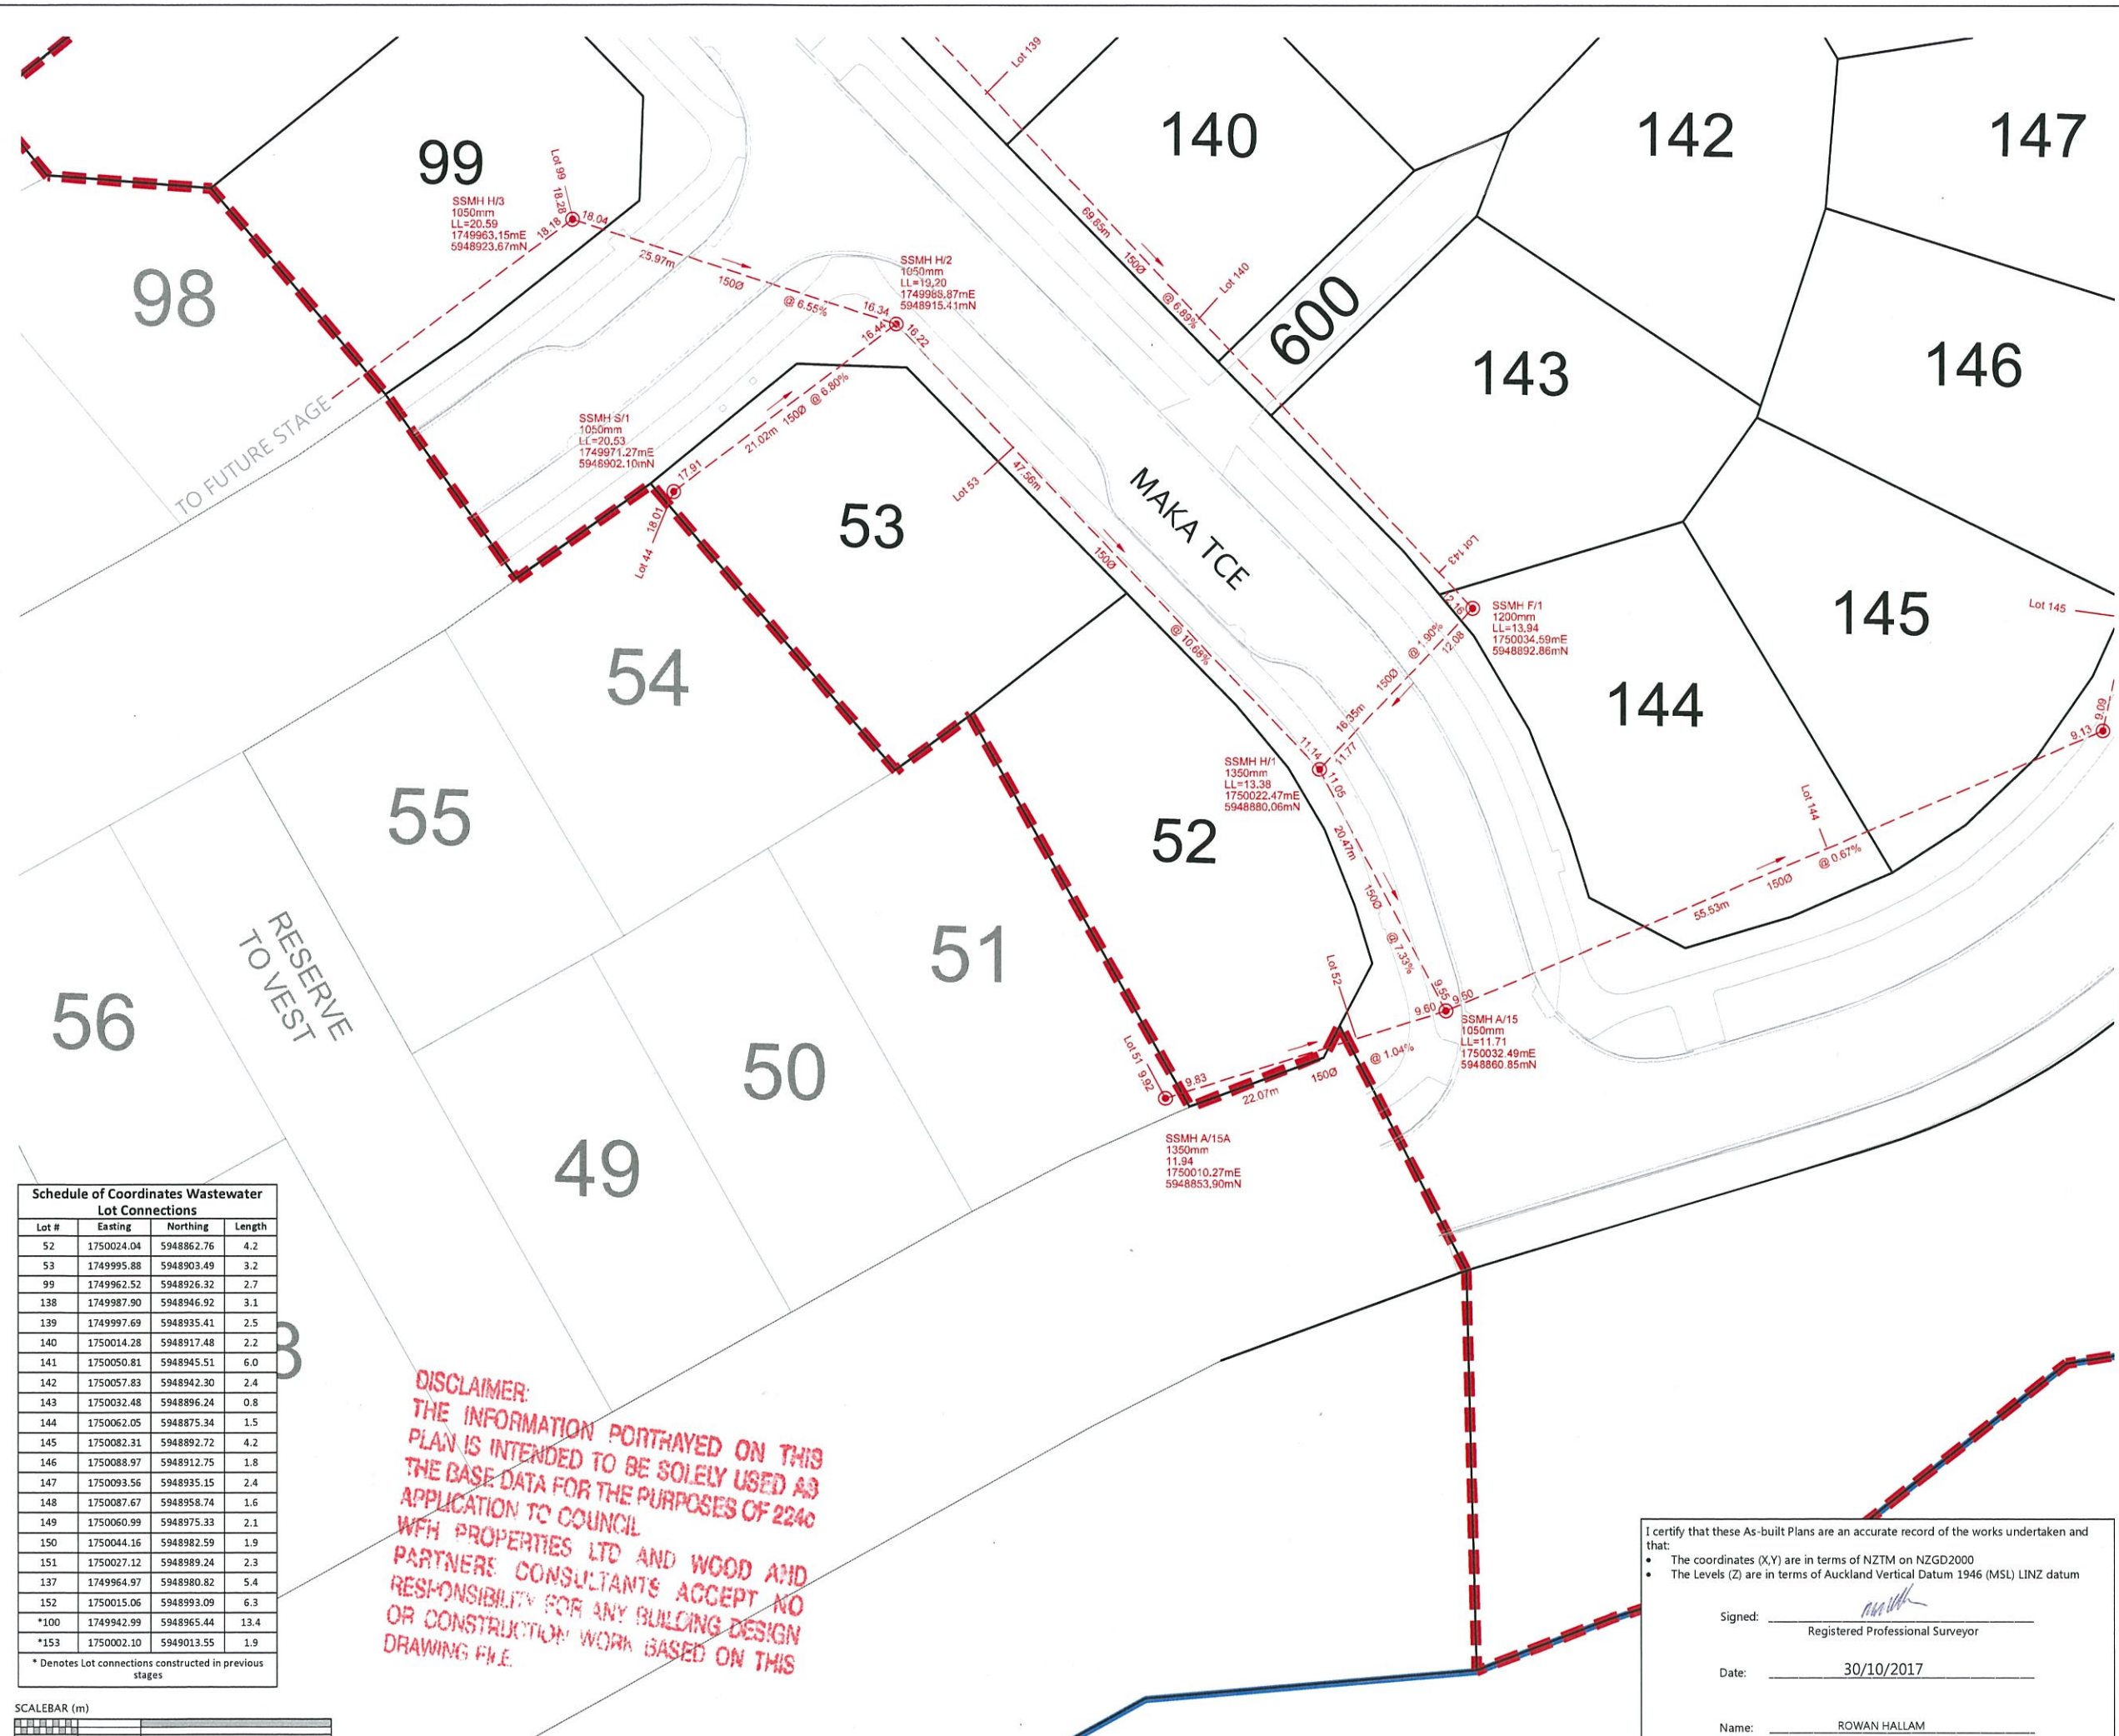 Lot 139
140
142
147
99
Lot 99
18.28
18.18
18.04
SSMH H/3
1050mm
LL=20.59
1749963.15mE
5948923.67mN
98
25.97m
150Ø
@ 6.55%
SSMH H/2
1050mm
LL=19.20
1749988.87mE
5948915.41mN
16.34
16.44
16.22
69.85m
150Ø
@ 6.89%
Lot 140
600
143
146
TO FUTURE STAGE
SSMH S/1
1050mm
LL=20.53
1749971.27mE
5948902.10mN
17.91
18.01
Lot 44
21.02m 150Ø @ 6.80%
53
Lot 53
47.56m
150Ø
@ 10.68%
MAKA TCE
Lot 143
12.16
12.08
SSMH F/1
1200mm
LL=13.94
1750034.59mE
5948892.86mN
@ 1.90%
150Ø
16.35m
145
Lot 145
54
144
9.09
9.13
11.14
11.77
11.05
SSMH H/1
1350mm
LL=13.38
1750022.47mE
5948880.06mN
55
52
20.47m
150Ø
@ 7.33%
Lot 144
@ 0.67%
150Ø
55.53m
RESERVE
TO VEST
51
Lot 52
9.55
9.60
9.50
SSMH A/15
1050mm
LL=11.71
1750032.49mE
5948860.85mN
56
50
Lot 51
9.92
9.83
22.07m
150Ø
@ 1.04%
SSMH A/15A
1350mm
11.94
1750010.27mE
5948853.90mN
49
Schedule of Coordinates Wastewater
Lot Connections
Lot # Easting Northing Length
52 1750024.04 5948862.76 4.2
53 1749995.88 5948903.49 3.2
99 1749962.52 5948926.32 2.7
138 1749987.90 5948946.92 3.1
139 1749997.69 5948935.41 2.5
140 1750014.28 5948917.48 2.2
141 1750050.81 5948945.51 6.0
142 1750057.83 5948942.30 2.4
143 1750032.48 5948896.24 0.8
144 1750062.05 5948875.34 1.5
145 1750082.31 5948892.72 4.2
146 1750088.97 5948912.75 1.8
147 1750093.56 5948935.15 2.4
148 1750087.67 5948958.74 1.6
149 1750060.99 5948975.33 2.1
150 1750044.16 5948982.59 1.9
151 1750027.12 5948989.24 2.3
137 1749964.97 5948980.82 5.4
152 1750015.06 5948993.09 6.3
*100 1749942.99 5948965.44 13.4
*153 1750002.10 5949013.55 1.9
* Denotes Lot connections constructed in previous
stages
SCALEBAR (m)
DISCLAIMER:
THE INFORMATION PORTRAYED ON THIS
PLAN IS INTENDED TO BE SOLELY USED AS
THE BASE DATA FOR THE PURPOSES OF 224c
APPLICATION TO COUNCIL
WFH PROPERTIES LTD AND WOOD AND
PARTNERS CONSULTANTS ACCEPT NO
RESPONSIBILITY FOR ANY BUILDING DESIGN
OR CONSTRUCTION WORK BASED ON THIS
DRAWING FILE.
I certify that these As-built Plans are an accurate record of the works undertaken and
that:
• The coordinates (X,Y) are in terms of NZTM on NZGD2000
• The Levels (Z) are in terms of Auckland Vertical Datum 1946 (MSL) LINZ datum
Signed:
Registered Professional Surveyor
Date: 30/10/2017
Name: ROWAN HALLAM